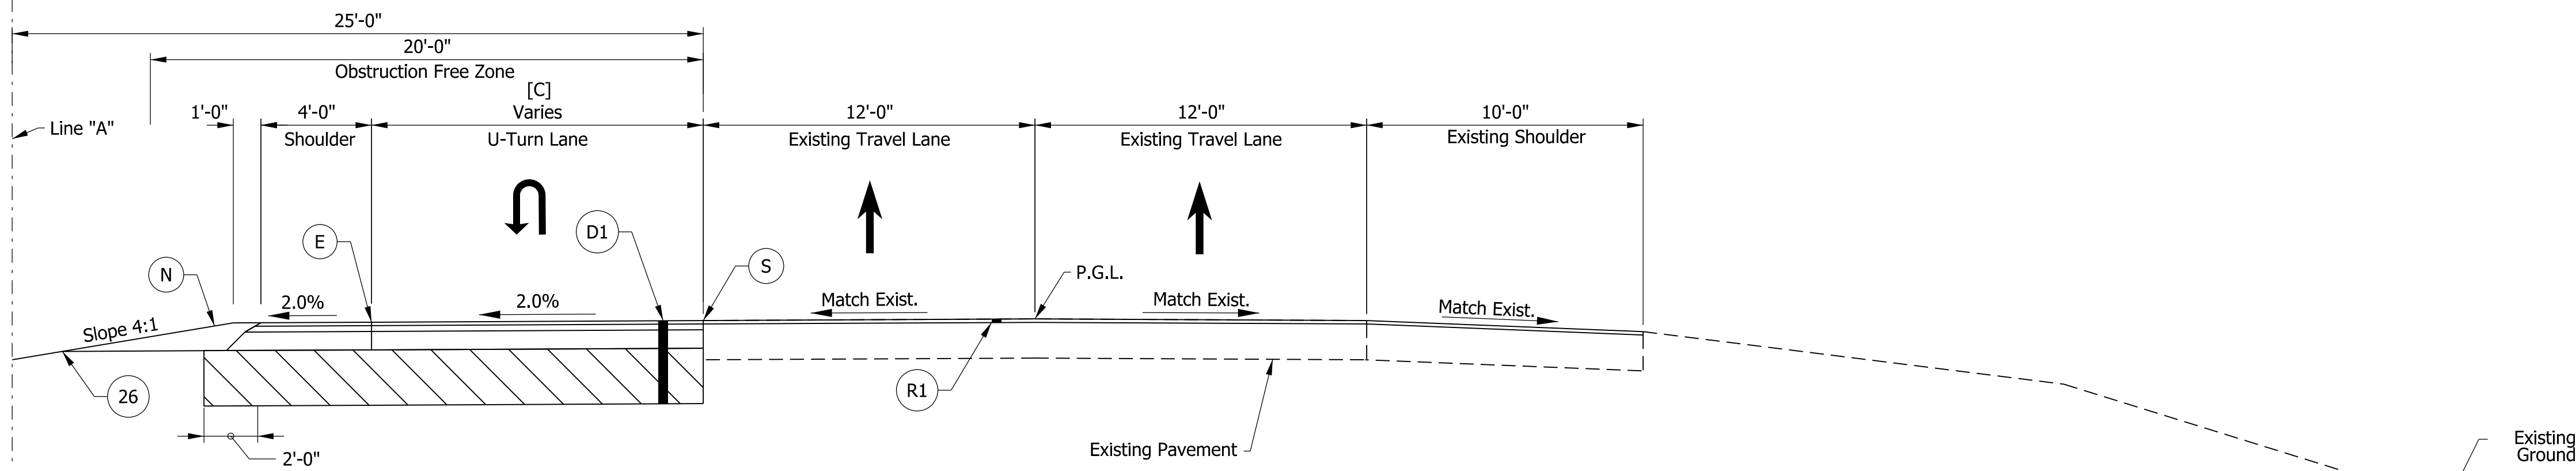 25'-0"
20'-0"
Obstruction Free Zone
[C]
1'-0"
4'-0"
Varies
12'-0"
12'-0"
10'-0"
Line "A"
Shoulder
U-Turn Lane
Existing Travel Lane
Existing Travel Lane
Existing Shoulder
D1
E
S
N
P.G.L.
2.0%
2.0%
Match Exist.
Match Exist.
Match Exist.
Slope 4:1
26
R1
Existing Pavement
2'-0"
Existing
Ground